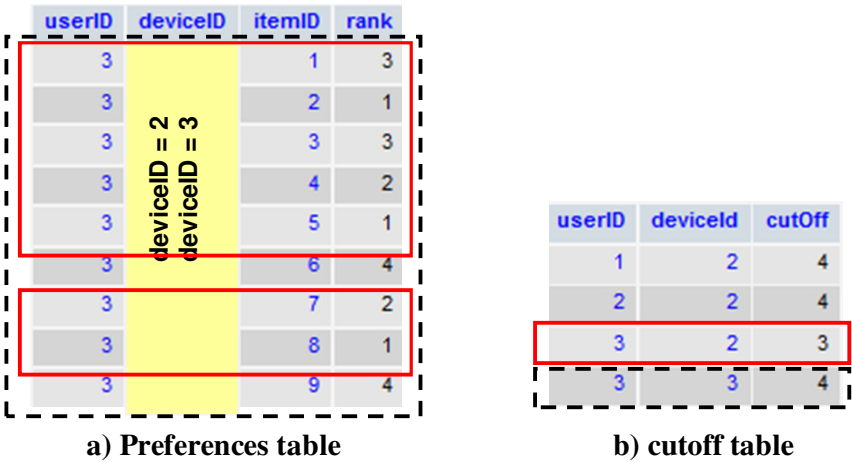 userID deviceID itemID rank
3 1 3
3 2 1
3 3 3
3 4 2
3 5 1
3 6 4
3 7 2
3 8 1
3 9 4
deviceID = 2
deviceID = 3
a) Preferences table
userID deviceId cutOff
1 2 4
2 2 4
3 2 3
3 3 4
b) cutoff table